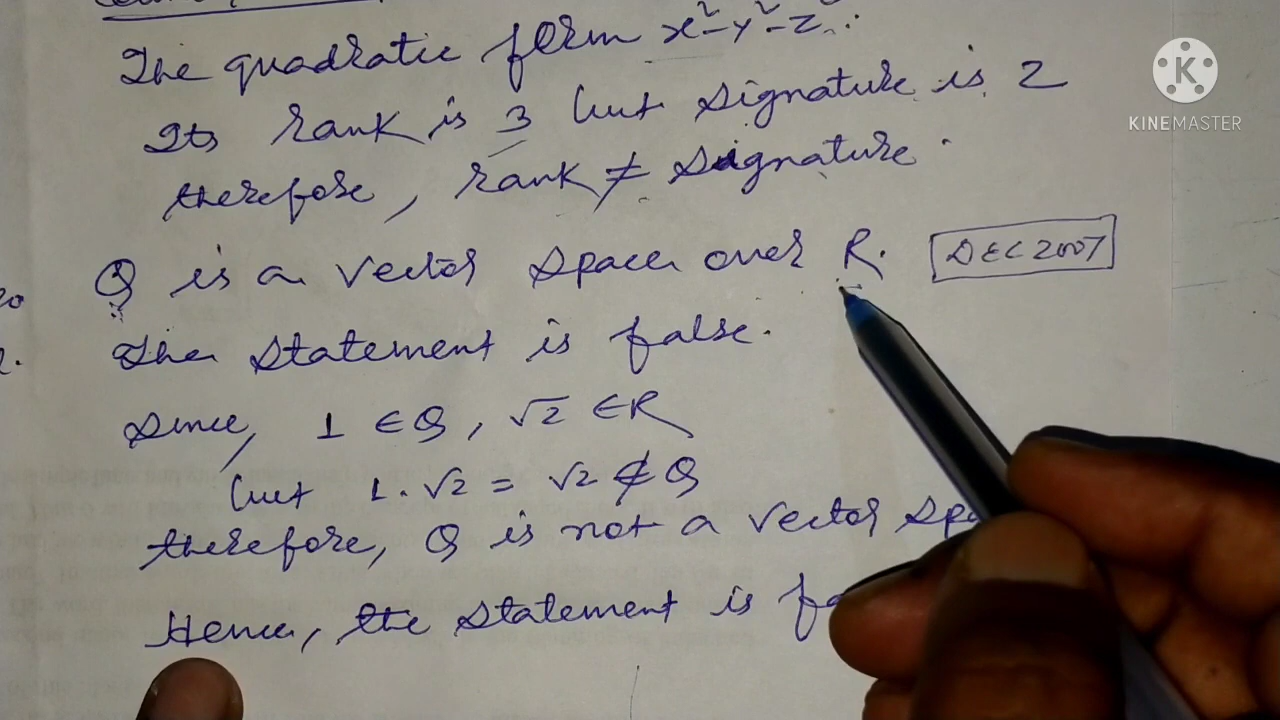 The quadratic form x²-y²-z².
Its rank is 3 but signature is 2
therefore, rank ≠ signature.
Q is a vector space over R. DEC 2007
The statement is false.
Since, 1 ∈ Q, √2 ∈ R
but 1.√2 = √2 ∉ Q
therefore, Q is not a vector spa
Hence, the statement is fa
K
KINEMASTER